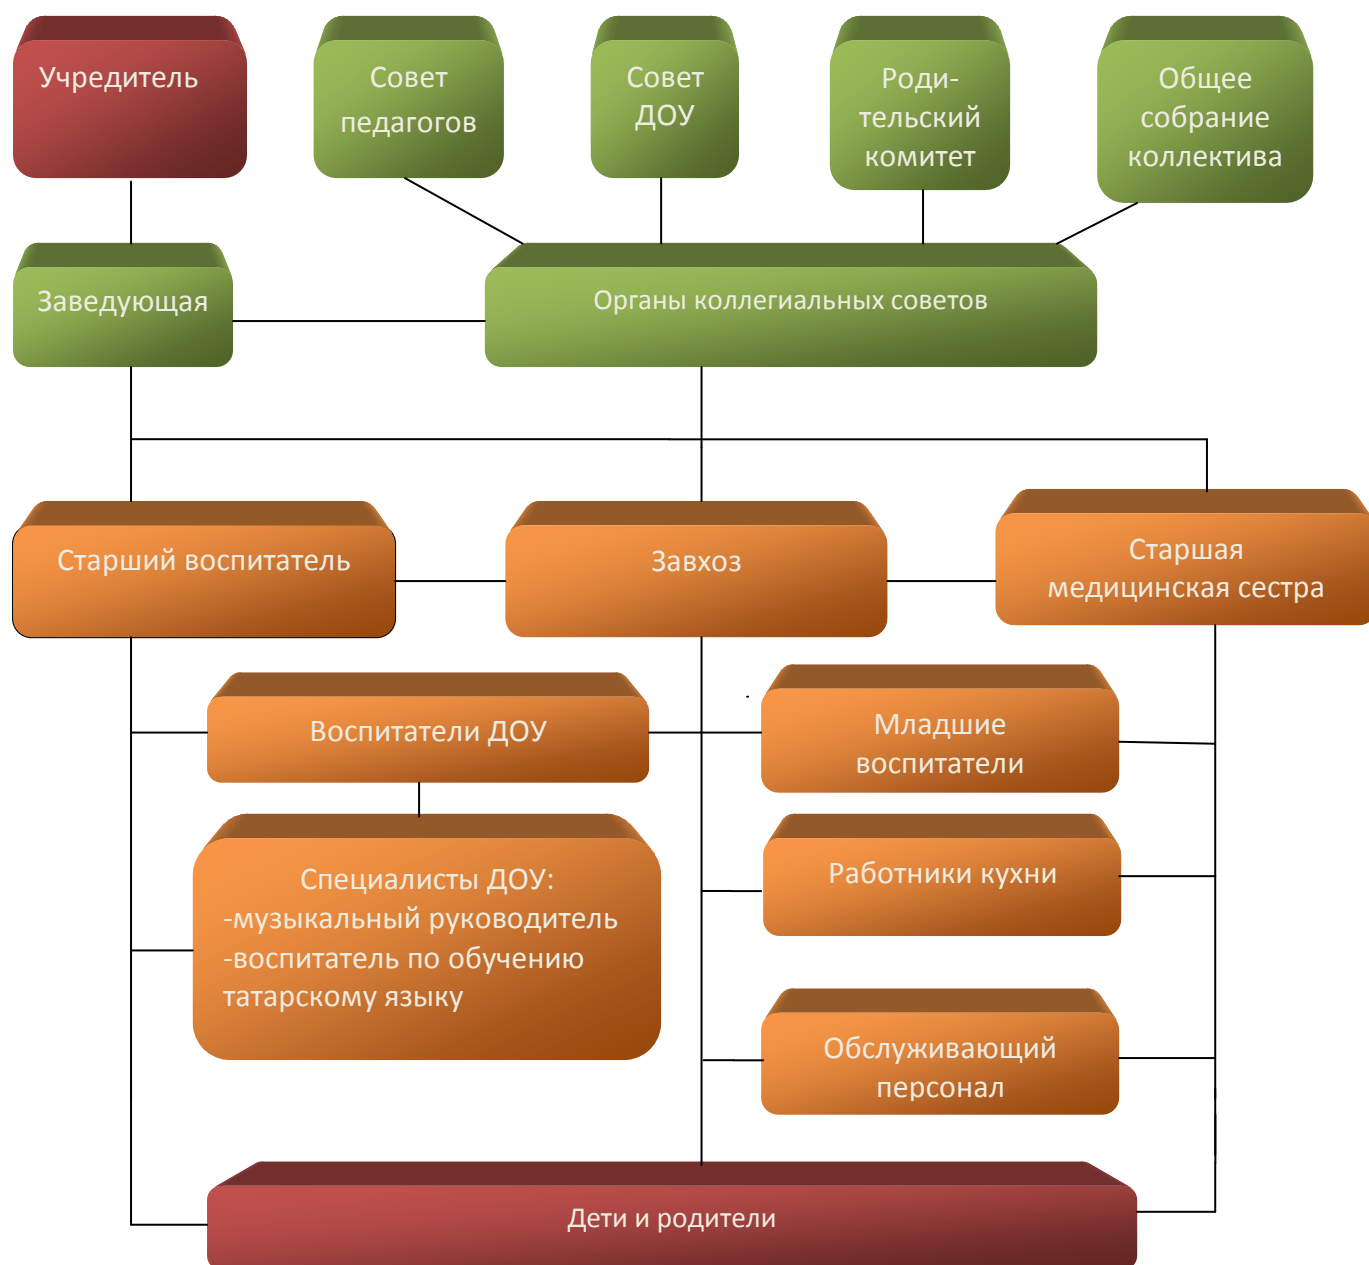 Учредитель
Совет
педагогов
Совет
ДОУ
Роди-
тельский
комитет
Общее
собрание
коллектива
Заведующая
Органы коллегиальных советов
Старший воспитатель
Завхоз
Старшая
медицинская сестра
Воспитатели ДОУ
Младшие
воспитатели
Специалисты ДОУ:
-музыкальный руководитель
-воспитатель по обучению
татарскому языку
Работники кухни
Обслуживающий
персонал
Дети и родители